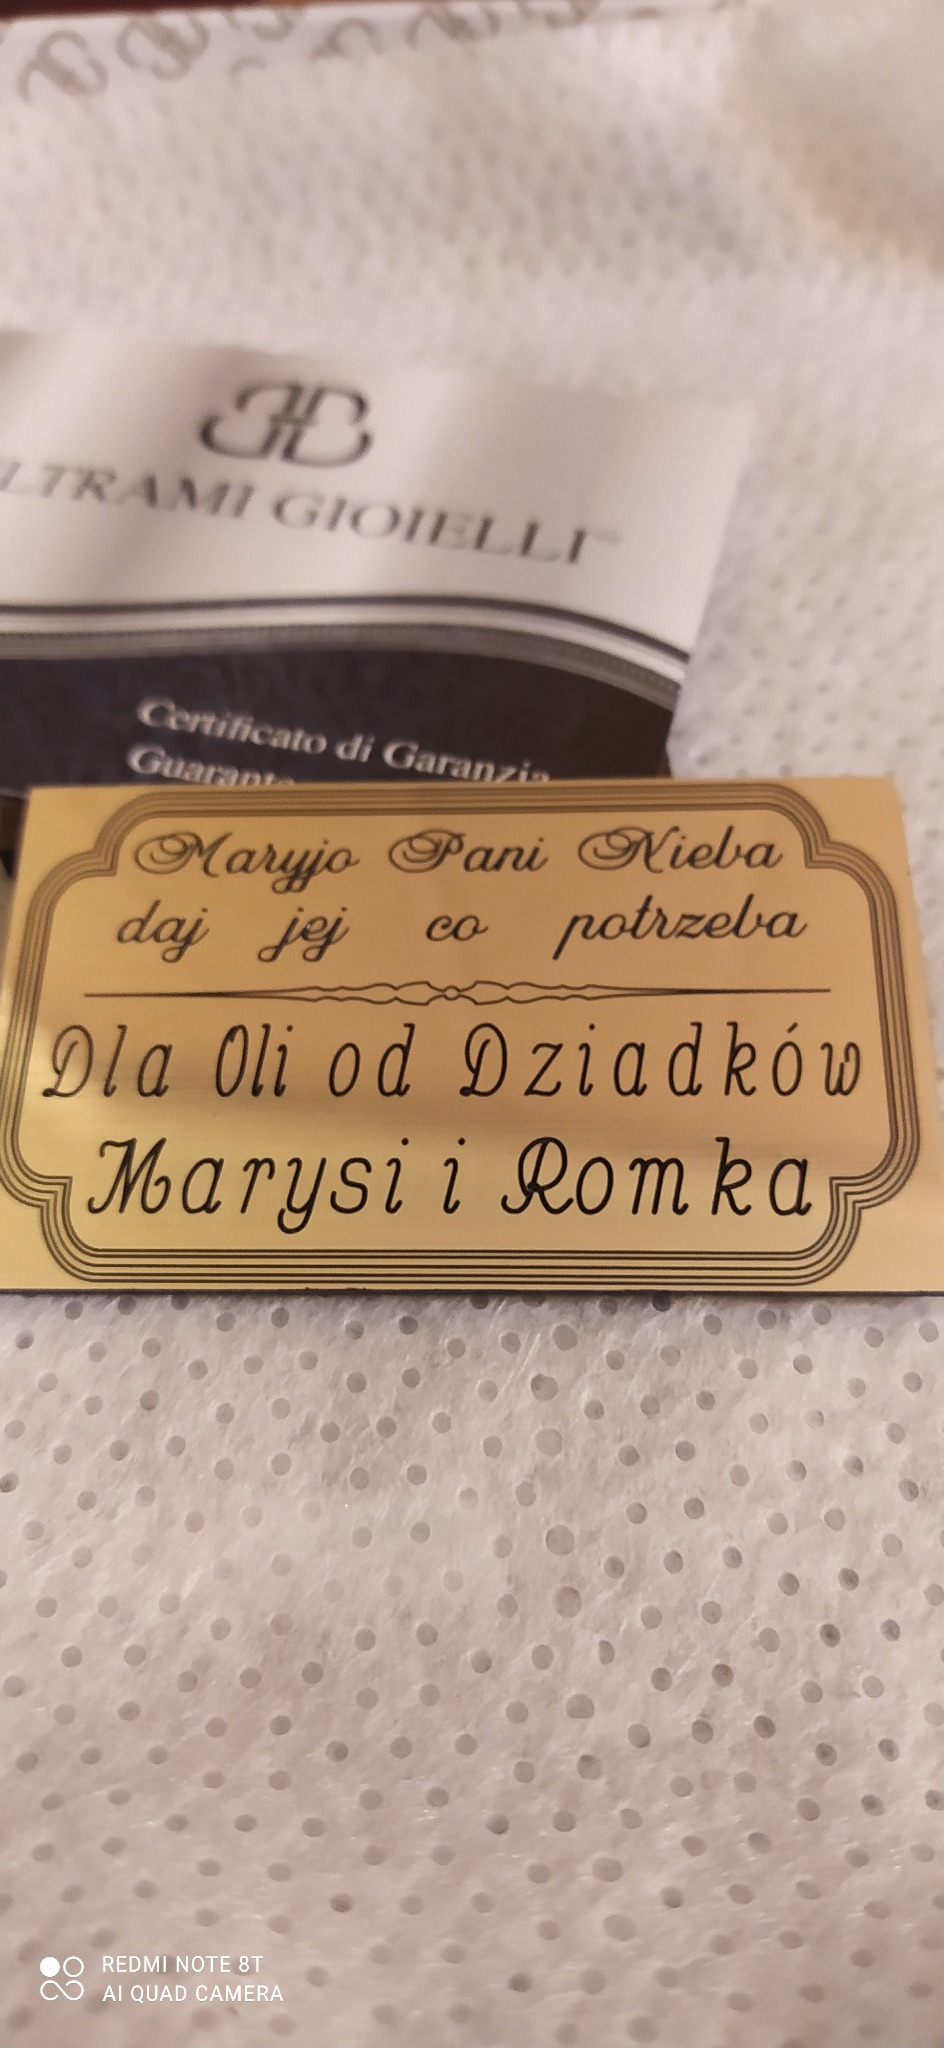 LTRAMI GIOIELLI
Certificato di Garanzia
Maryjo Pani Nieba
daj jej co potrzeba
Dla Oli od Dziadków
Marysi i Romka
REDMI NOTE 8T
AI QUAD CAMERA